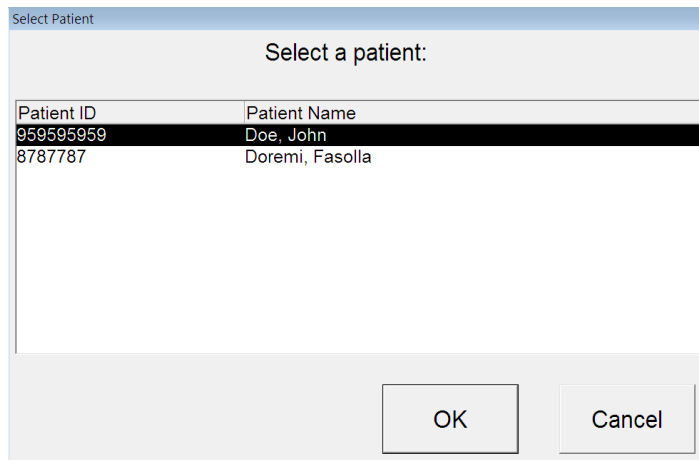 Select Patient
Select a patient:
Patient ID Patient Name
959595959 Doe, John
8787787 Doremi, Fasolla
OK Cancel